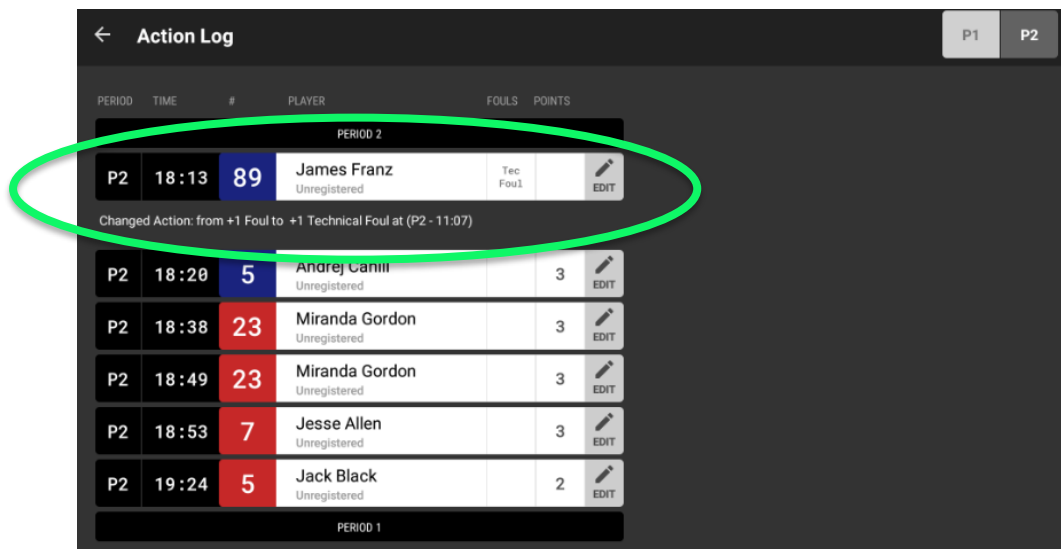 Action Log
P1 P2
PERIOD TIME # PLAYER FOULS POINTS
PERIOD 2
P2 18:13 89 James Franz Tec Foul EDIT
Unregistered
Changed Action: from +1 Foul to +1 Technical Foul at (P2 - 11:07)
P2 18:20 5 Andrej Cahill 3 EDIT
Unregistered
P2 18:38 23 Miranda Gordon 3 EDIT
Unregistered
P2 18:49 23 Miranda Gordon 3 EDIT
Unregistered
P2 18:53 7 Jesse Allen 3 EDIT
Unregistered
P2 19:24 5 Jack Black 2 EDIT
Unregistered
PERIOD 1